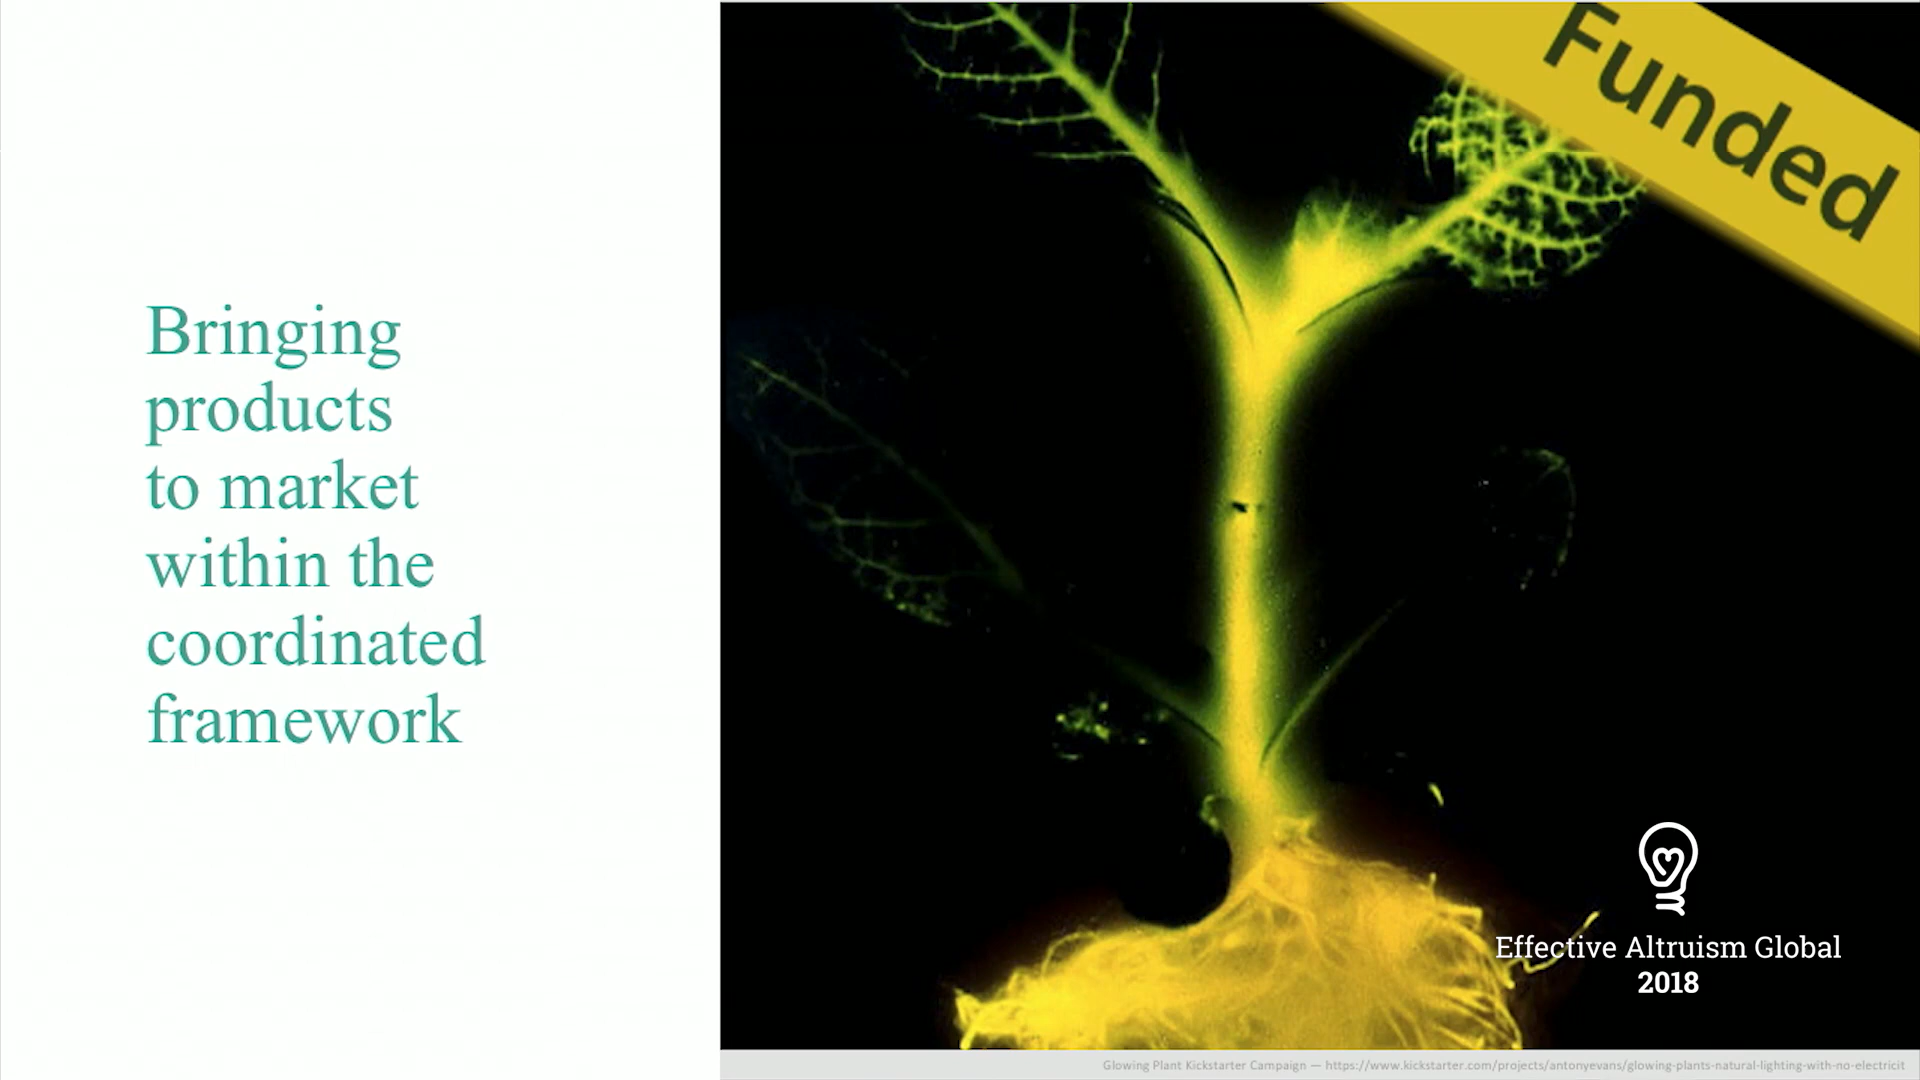 Bringing
products
to market
within the
coordinated
framework
Funded
Effective Altruism Global
2018
Glowing Plant Kickstarter Campaign — https://www.kickstarter.com/projects/antonyevans/glowing-plants-natural-lighting-with-no-electricit